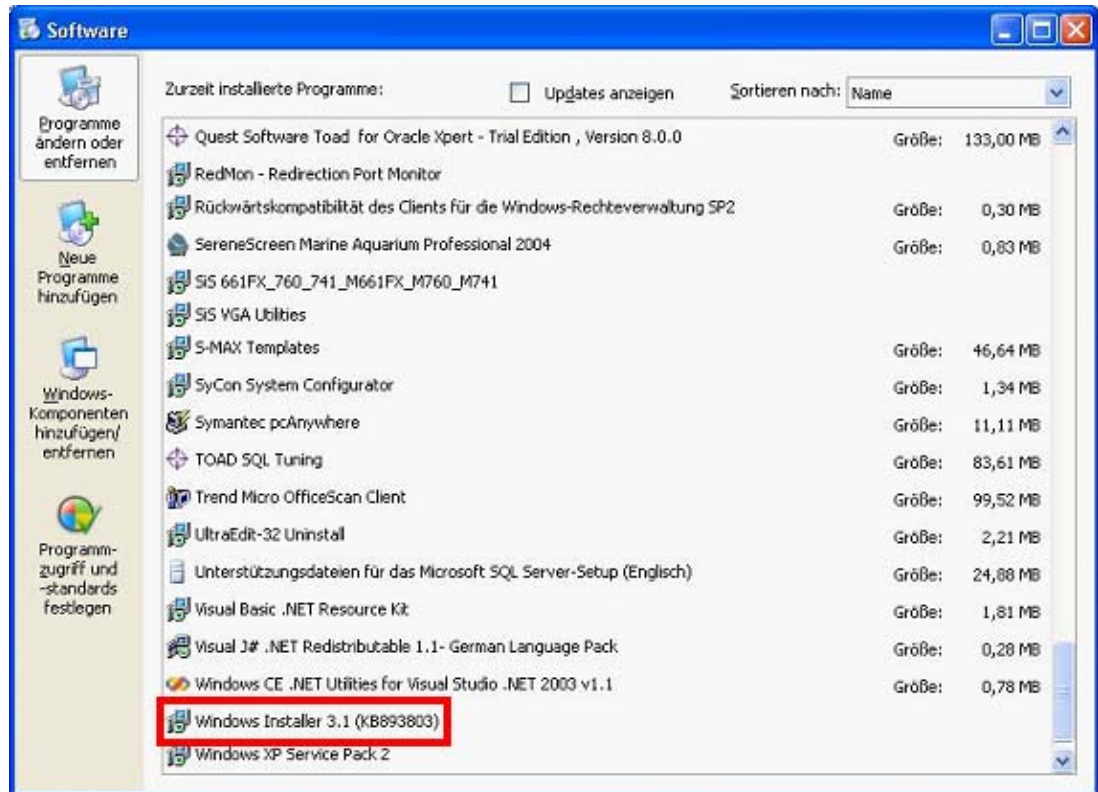 Software
Programme
ändern oder
entfernen
Neue
Programme
hinzufügen
Windows-
Komponenten
hinzufügen/
entfernen
Programm-
zugriff und
-standards
festlegen
Zurzeit installierte Programme: Updates anzeigen Sortieren nach: Name
Quest Software Toad for Oracle Xpert - Trial Edition , Version 8.0.0 Größe: 133,00 MB
RedMon - Redirection Port Monitor
Rückwärtskompatibilität des Clients für die Windows-Rechteverwaltung SP2 Größe: 0,30 MB
SereneScreen Marine Aquarium Professional 2004 Größe: 0,83 MB
SiS 661FX_760_741_M661FX_M760_M741
SiS VGA Utilities
S-MAX Templates Größe: 46,64 MB
SyCon System Configurator Größe: 1,34 MB
Symantec pcAnywhere Größe: 11,11 MB
TOAD SQL Tuning Größe: 83,61 MB
Trend Micro OfficeScan Client Größe: 99,52 MB
UltraEdit-32 Uninstall Größe: 2,21 MB
Unterstützungsdateien für das Microsoft SQL Server-Setup (Englisch) Größe: 24,88 MB
Visual Basic .NET Resource Kit Größe: 1,81 MB
Visual J# .NET Redistributable 1.1- German Language Pack Größe: 0,28 MB
Windows CE .NET Utilities for Visual Studio .NET 2003 v1.1 Größe: 0,78 MB
Windows Installer 3.1 (KB893803)
Windows XP Service Pack 2